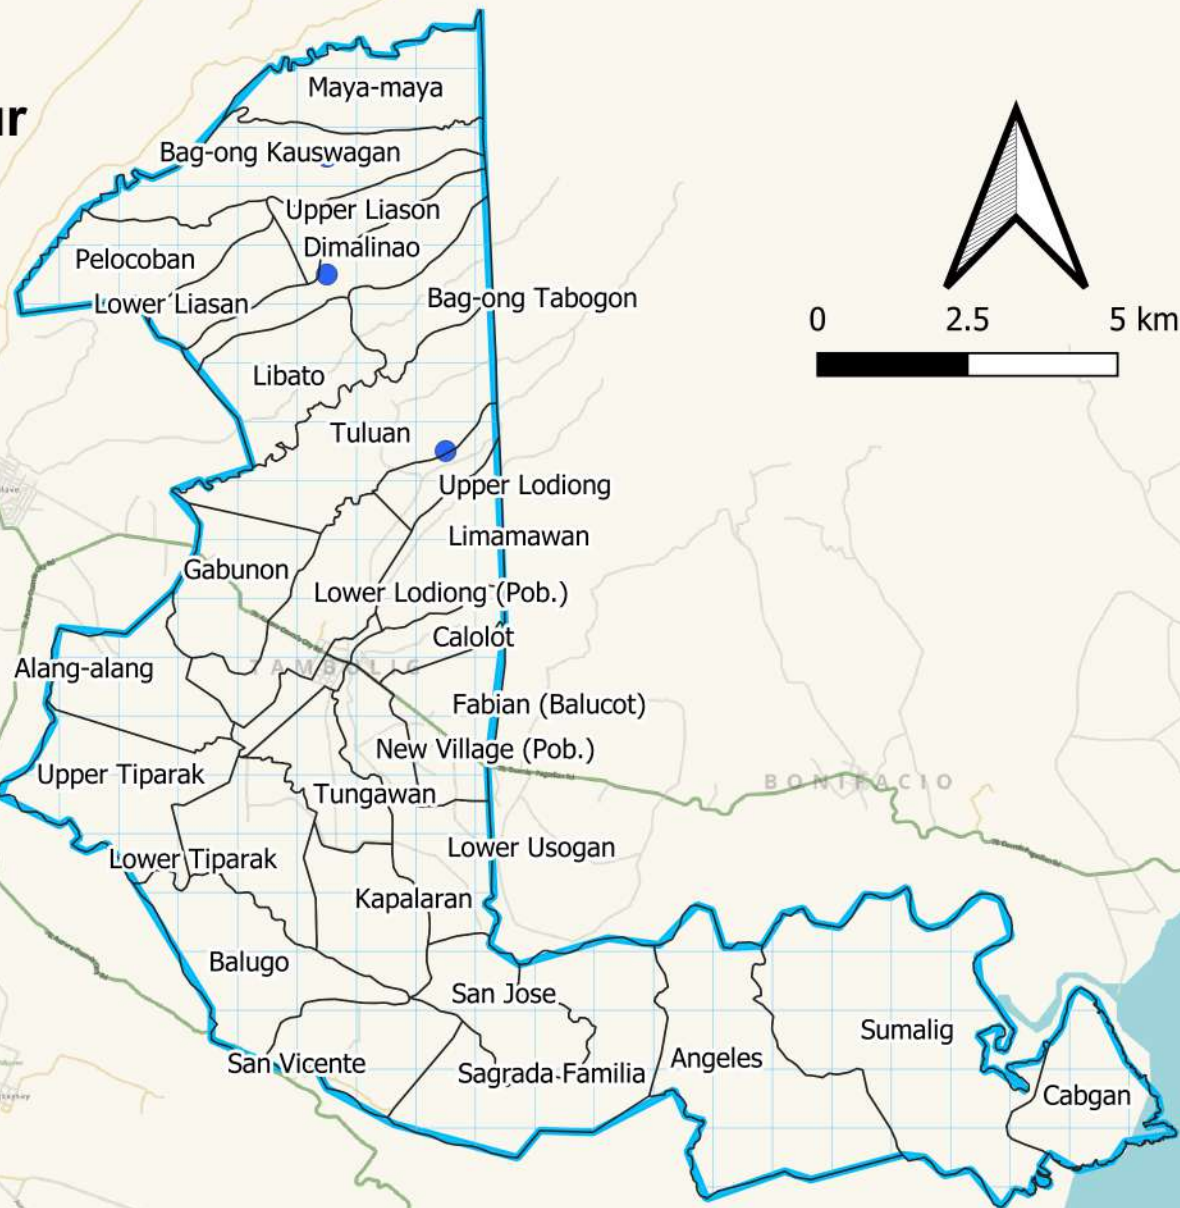 ur
Maya-maya
Bag-ong Kauswagan
Upper Liason
Dimalinao
Pelocoban
Lower Liasan
Bag-ong Tabogon
0 2.5 5 km
Libato
Tuluan
Upper Lodiong
Limamawan
Gabunon
Lower Lodiong (Pob.)
Calolot
TAMBULIG
Alang-alang
Fabian (Balucot)
New Village (Pob.)
Upper Tiparak
BONIFACIO
Tungawan
Lower Usogan
Lower Tiparak
Kapalaran
Balugo
San Jose
Sumalig
San Vicente
Sagrada Familia
Angeles
Cabgan